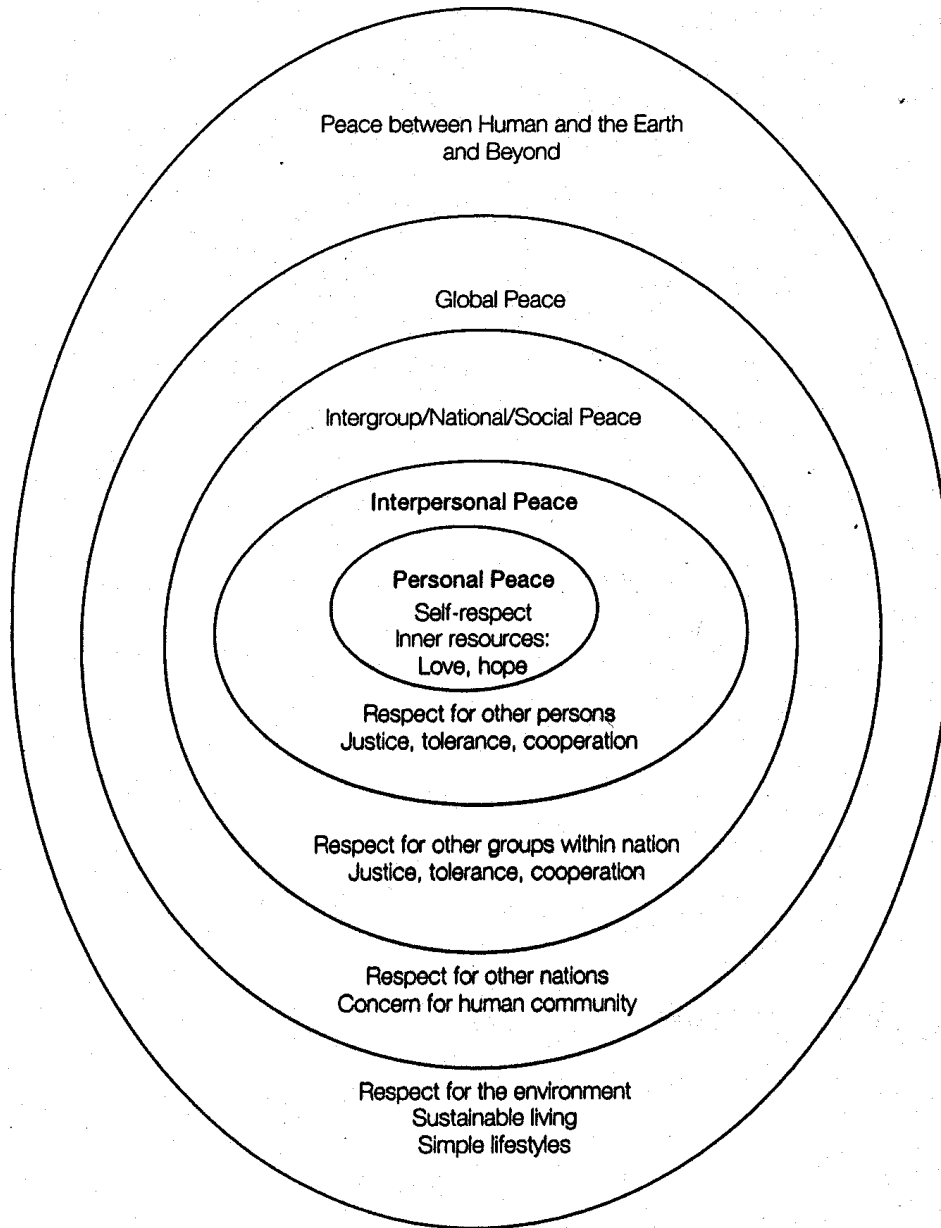 Peace between Human and the Earth
and Beyond
Global Peace
Intergroup/National/Social Peace
Interpersonal Peace
Personal Peace
Self-respect
Inner resources:
Love, hope
Respect for other persons
Justice, tolerance, cooperation
Respect for other groups within nation
Justice, tolerance, cooperation
Respect for other nations
Concern for human community
Respect for the environment
Sustainable living
Simple lifestyles